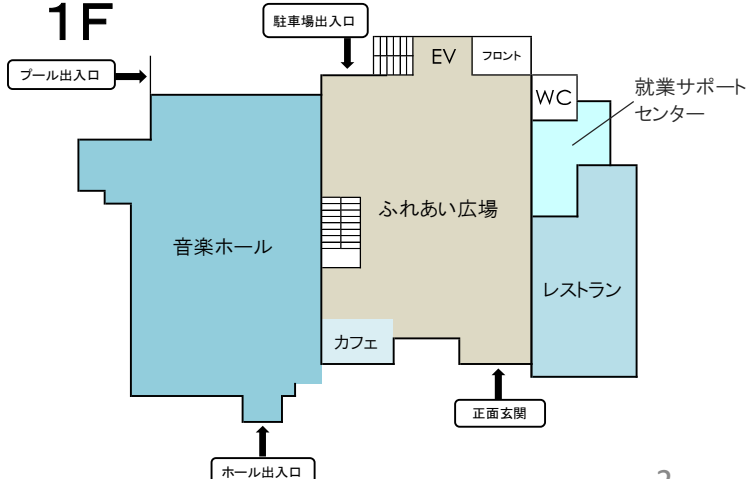 1F
駐車場出入口
プール出入口
EV
フロント
WC
就業サポート
センター
ふれあい広場
音楽ホール
レストラン
カフェ
正面玄関
ホール出入口